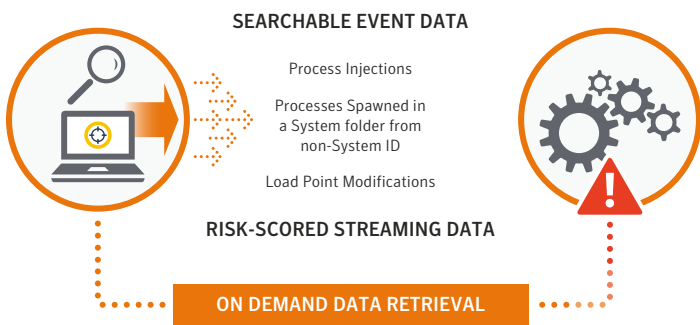 SEARCHABLE EVENT DATA
Process Injections
Processes Spawned in
a System folder from
non-System ID
Load Point Modifications
RISK-SCORED STREAMING DATA
ON DEMAND DATA RETRIEVAL